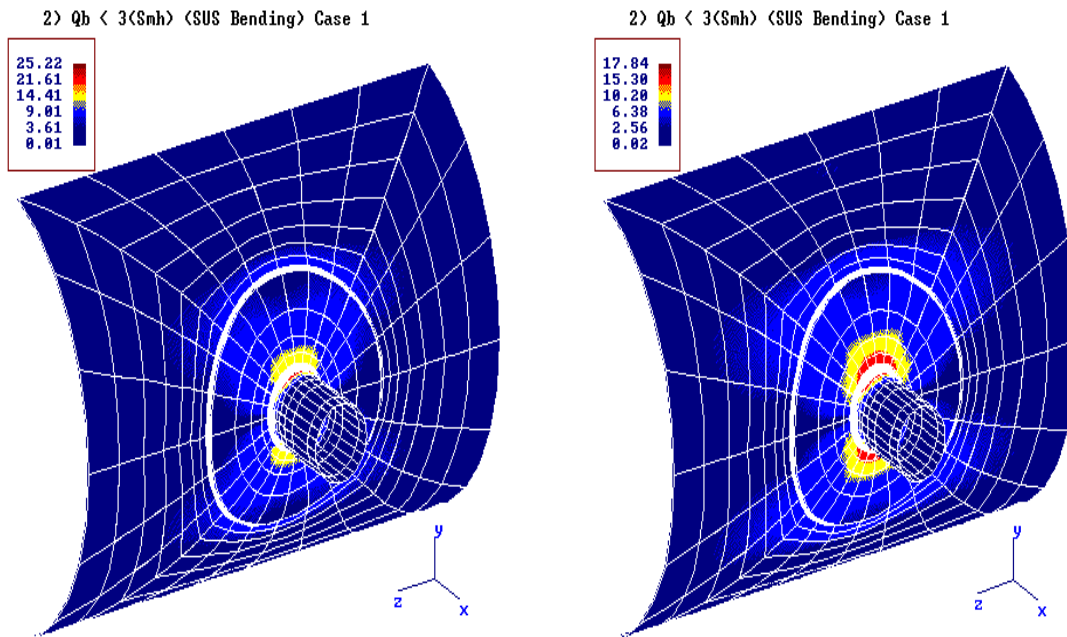 2) Qb < 3(Smh) (SUS Bending) Case 1
25.22
21.61
14.41
9.01
3.61
0.01
y
z
x
2) Qb < 3(Smh) (SUS Bending) Case 1
17.84
15.30
10.20
6.38
2.56
0.02
y
z
x